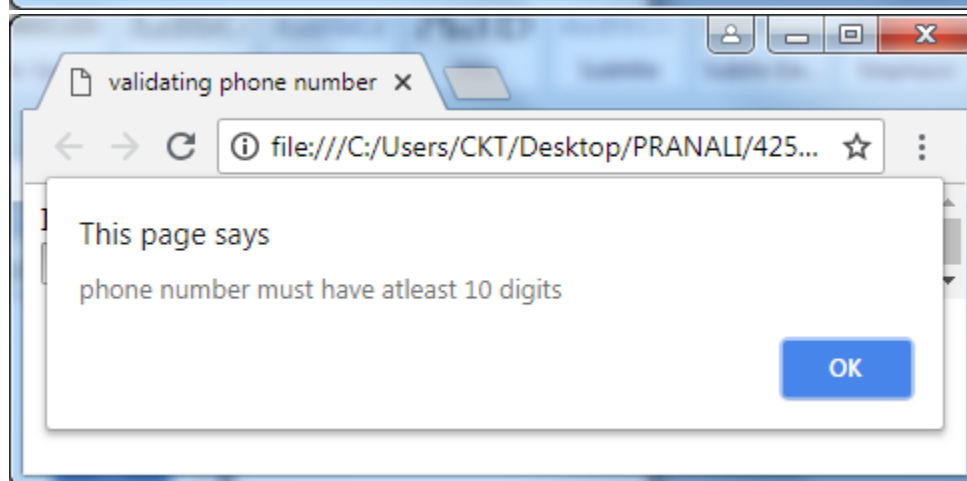 validating phone number
file:///C:/Users/CKT/Desktop/PRANALI/425...
This page says
phone number must have atleast 10 digits
OK